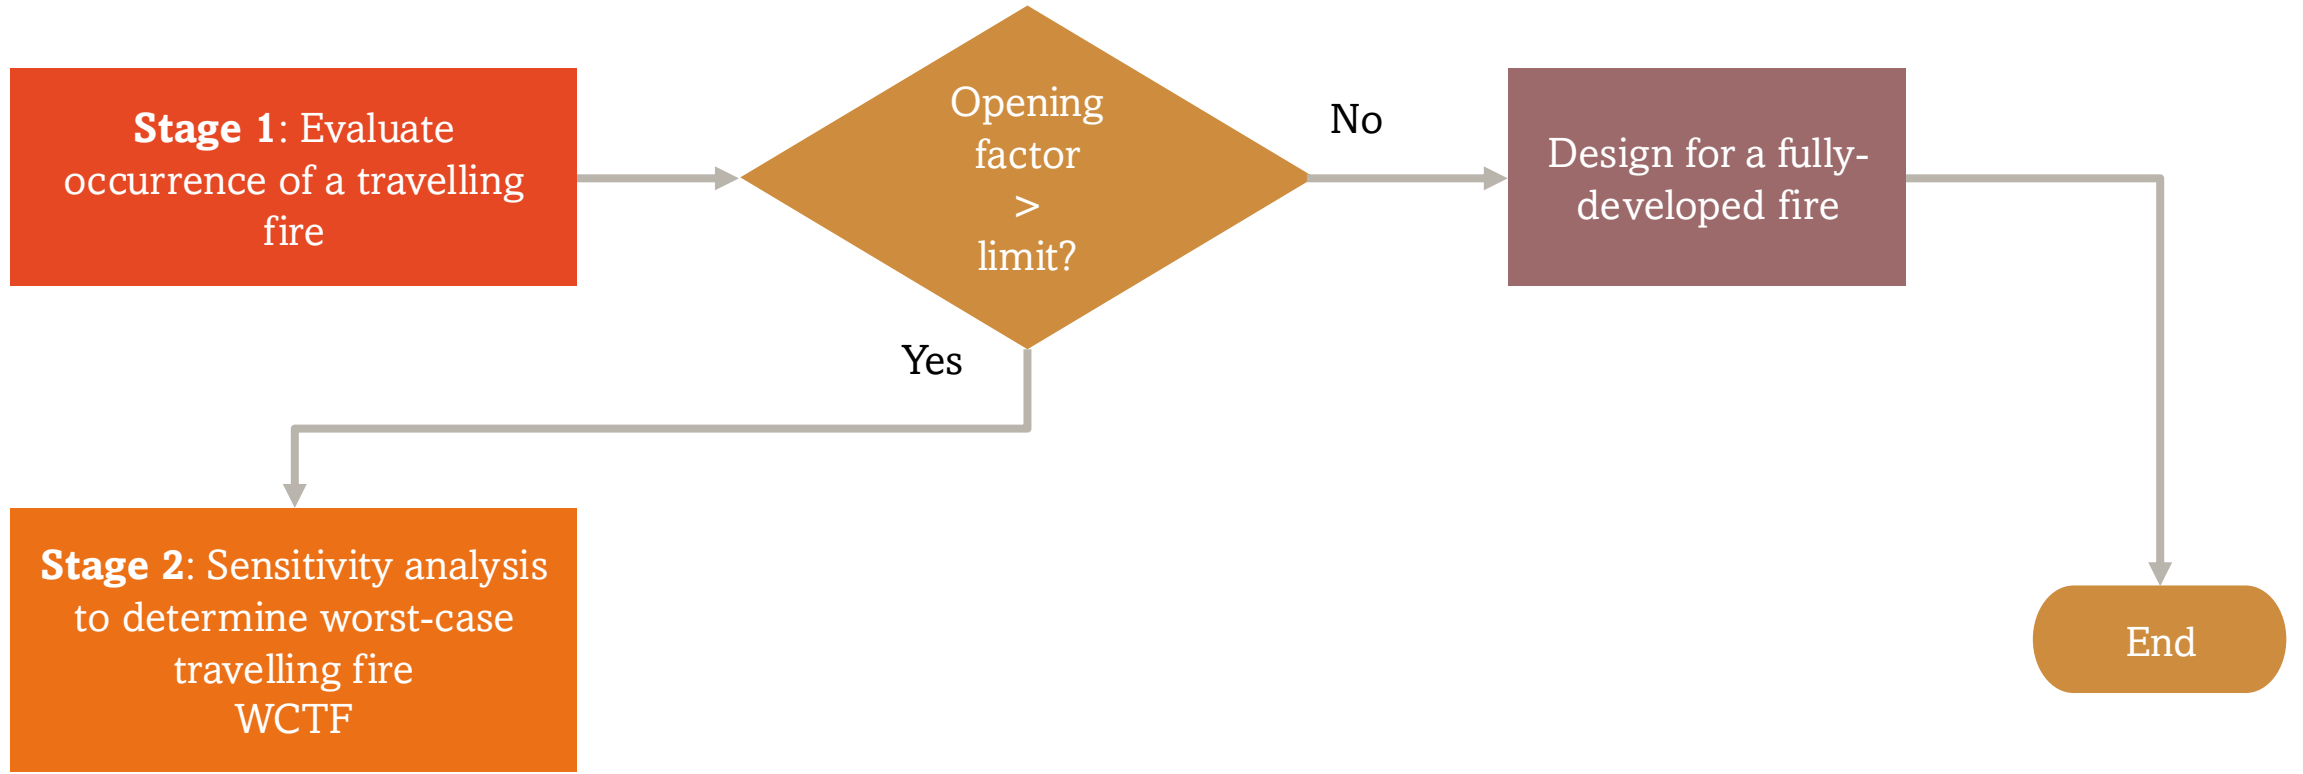 Stage 1: Evaluate
occurrence of a travelling
fire
Opening
factor
>
limit?
No
Design for a fully-
developed fire
Yes
Stage 2: Sensitivity analysis
to determine worst-case
travelling fire
WCTF
End